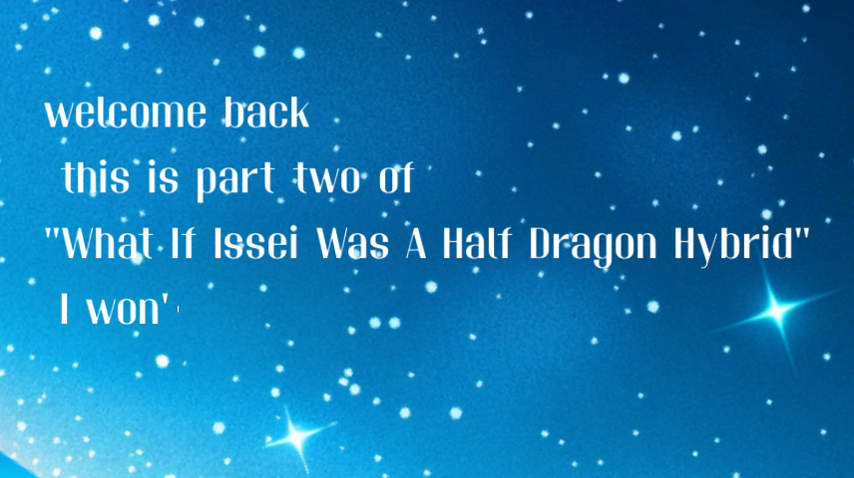 welcome back
this is part two of
"What If Issei Was A Half Dragon Hybrid"
I won'